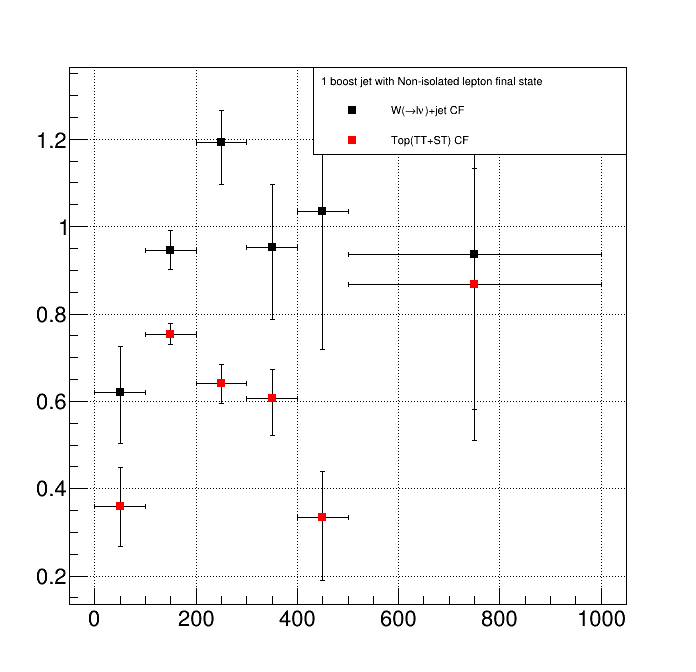 1 boost jet with Non-isolated lepton final state
W(→lν)+jet CF
Top(TT+ST) CF
1.2
1
0.8
0.6
0.4
0.2
0 200 400 600 800 1000